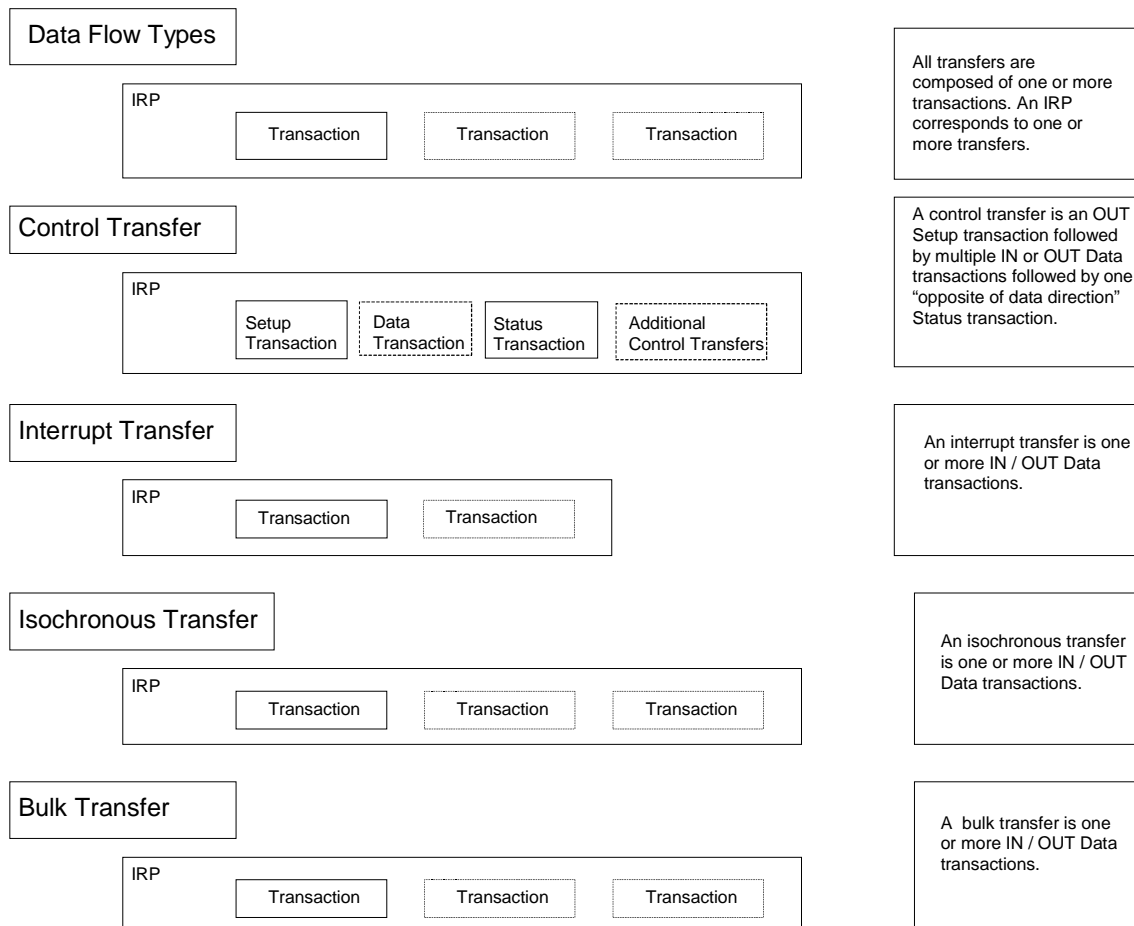 Data Flow Types
IRP
Transaction
Transaction
Transaction
All transfers are
composed of one or more
transactions. An IRP
corresponds to one or
more transfers.
Control Transfer
IRP
Setup
Transaction
Data
Transaction
Status
Transaction
Additional
Control Transfers
A control transfer is an OUT
Setup transaction followed
by multiple IN or OUT Data
transactions followed by one
“opposite of data direction”
Status transaction.
Interrupt Transfer
IRP
Transaction
Transaction
An interrupt transfer is one
or more IN / OUT Data
transactions.
Isochronous Transfer
IRP
Transaction
Transaction
Transaction
An isochronous transfer
is one or more IN / OUT
Data transactions.
Bulk Transfer
IRP
Transaction
Transaction
Transaction
A bulk transfer is one
or more IN / OUT Data
transactions.